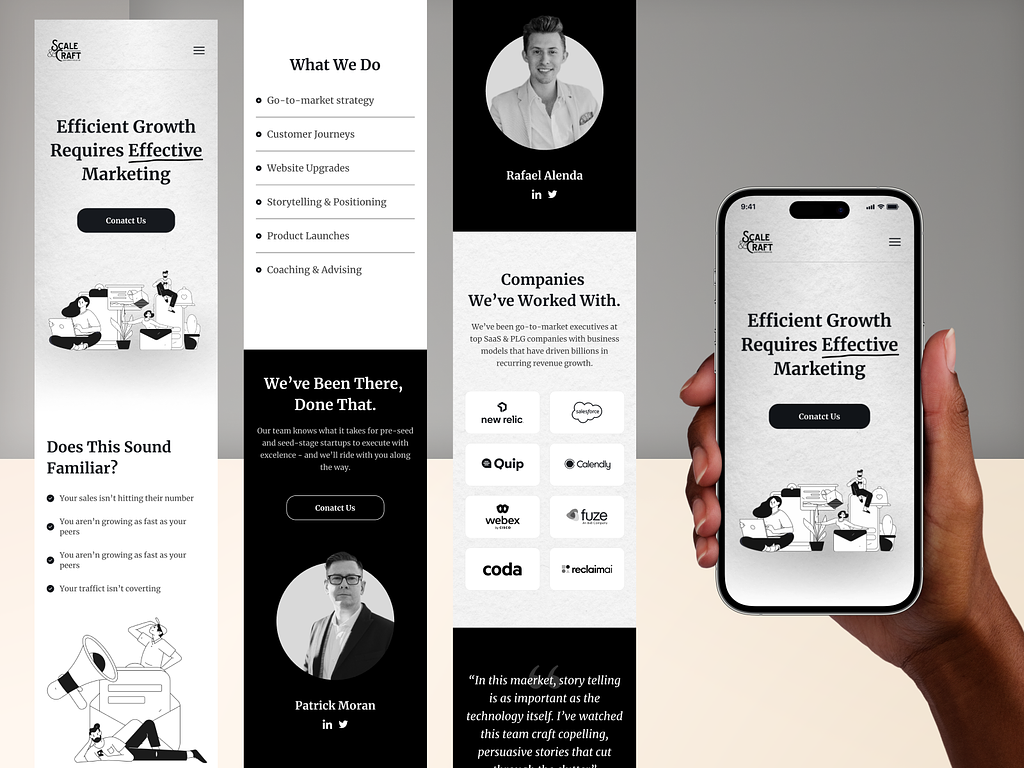 SCALE
& CRAFT
Efficient Growth
Requires Effective
Marketing
Conatct Us
Does This Sound
Familiar?
Your sales isn't hitting their number
You aren't growing as fast as your
peers
You aren't growing as fast as your
peers
Your traffict isn't coverting
What We Do
Go-to-market strategy
Customer Journeys
Website Upgrades
Storytelling & Positioning
Product Launches
Coaching & Advising
We've Been There,
Done That.
Our team knows what it takes for pre-seed
and seed-stage startups to execute with
excelence - and we'll ride with you along
the way.
Conatct Us
Patrick Moran
in
Rafael Alenda
in
Companies
We've Worked With.
We've been go-to-market executives at
top SaaS & PLG companies with business
models that have driven billions in
recurring revenue growth.
new relic
salesforce
Quip
Calendly
webex
by CISCO
fuze
coda
reclaimai
“In this maerket, story telling
is as important as the
technology itself. I've watched
this team craft copelling,
persuasive stories that cut
through the clutter”
9:41
SCALE
& CRAFT
Efficient Growth
Requires Effective
Marketing
Conatct Us